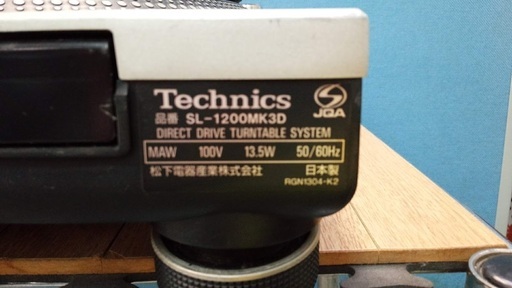 Technics
JQA
品番 SL-1200MK3D
DIRECT DRIVE TURNTABLE SYSTEM
MAW 100V 13.5W 50/60Hz
松下電器産業株式会社 日本製
RGN1304-K2